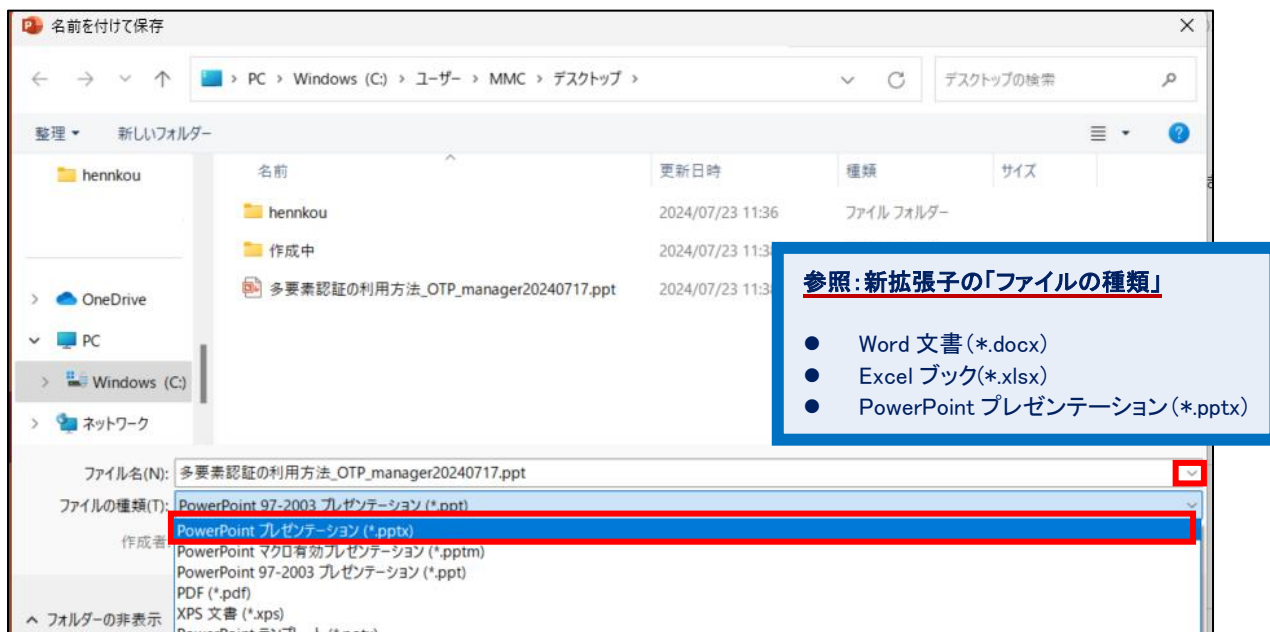 名前を付けて保存
PC > Windows (C:) > ユーザー > MMC > デスクトップ >
デスクトップの検索
整理 新しいフォルダー
hennkou
名前 更新日時 種類 サイズ
hennkou 2024/07/23 11:36 ファイル フォルダー
作成中 2024/07/23
多要素認証の利用方法_OTP_manager20240717.ppt 2024/07/23
OneDrive
PC
Windows (C:)
ネットワーク
参照：新拡張子の「ファイルの種類」
● Word 文書（*.docx）
● Excel ブック(*.xlsx)
● PowerPoint プレゼンテーション（*.pptx）
ファイル名(N): 多要素認証の利用方法_OTP_manager20240717.ppt
ファイルの種類(T): PowerPoint 97-2003 プレゼンテーション (*.ppt)
作成者:
PowerPoint プレゼンテーション (*.pptx)
PowerPoint マクロ有効プレゼンテーション (*.pptm)
PowerPoint 97-2003 プレゼンテーション (*.ppt)
PDF (*.pdf)
XPS 文書 (*.xps)
フォルダーの非表示